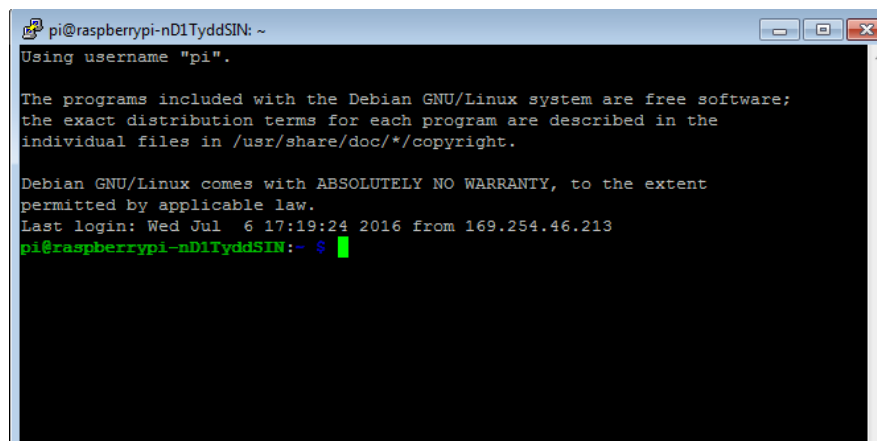 pi@raspberrypi-nD1TyddSIN: ~
Using username "pi".
The programs included with the Debian GNU/Linux system are free software;
the exact distribution terms for each program are described in the
individual files in /usr/share/doc/*/copyright.
Debian GNU/Linux comes with ABSOLUTELY NO WARRANTY, to the extent
permitted by applicable law.
Last login: Wed Jul  6 17:19:24 2016 from 169.254.46.213
pi@raspberrypi-nD1TyddSIN:~ $